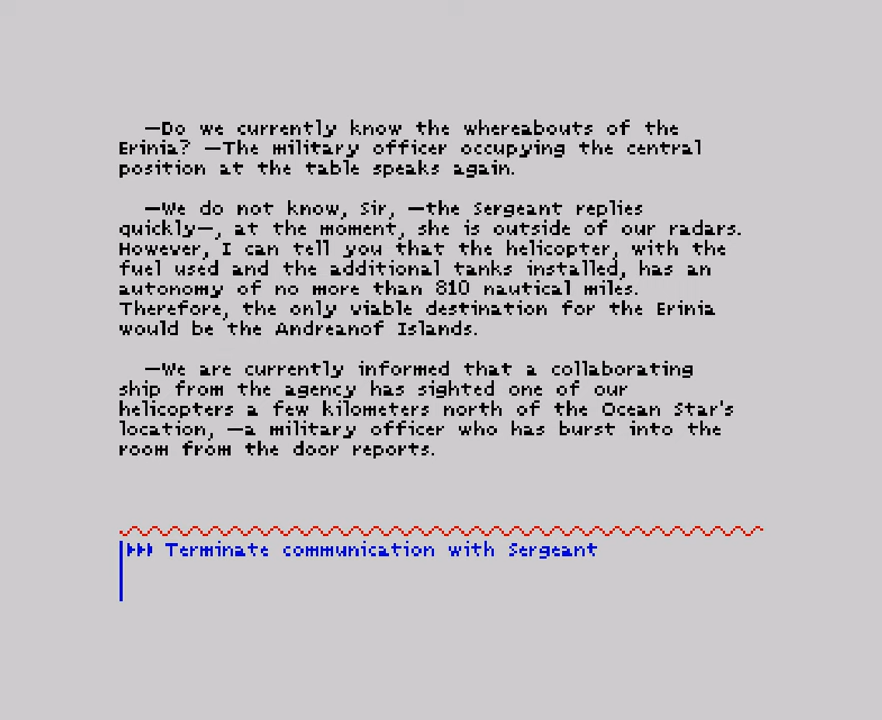 —Do we currently know the whereabouts of the
Erinia? —The military officer occupying the central
position at the table speaks again.
—We do not know, Sir, —the Sergeant replies
quickly—, at the moment, she is outside of our radars.
However, I can tell you that the helicopter, with the
fuel used and the additional tanks installed, has an
autonomy of no more than 810 nautical miles.
Therefore, the only viable destination for the Erinia
would be the Andreanof Islands.
—We are currently informed that a collaborating
ship from the agency has sighted one of our
helicopters a few kilometers north of the Ocean Star's
location, —a military officer who has burst into the
room from the door reports.
Terminate communication with Sergeant